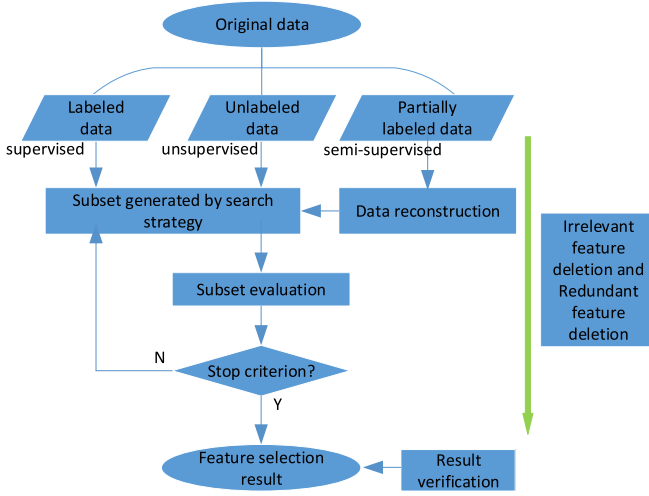 Original data
Labeled
data
Unlabeled
data
Partially
labeled data
supervised
unsupervised
semi-supervised
Subset generated by search
strategy
Data reconstruction
Irrelevant
feature
deletion and
Redundant
feature
deletion
Subset evaluation
N
Stop criterion?
Y
Feature selection
result
Result
verification